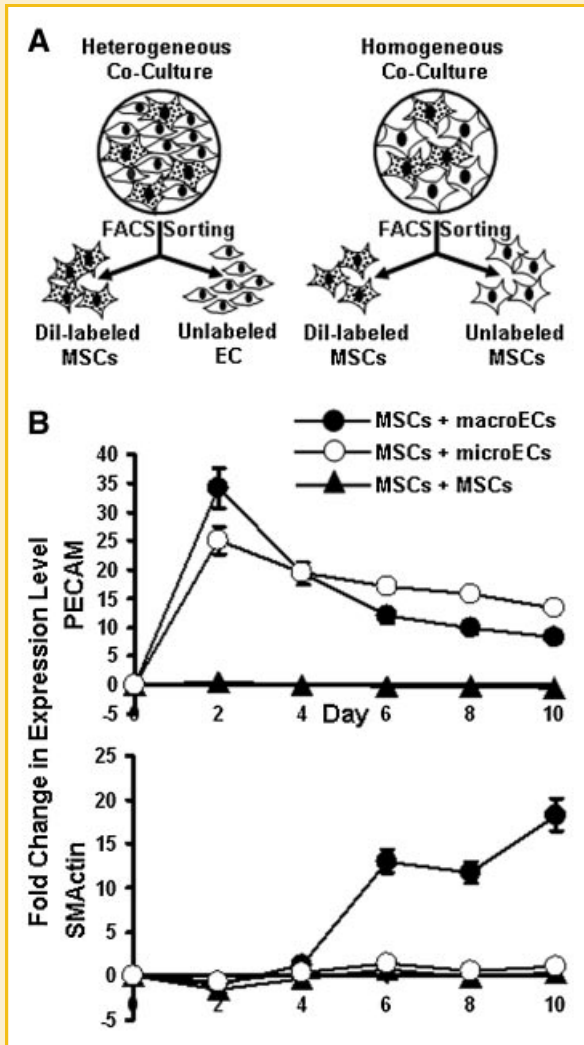 A
Heterogeneous
Co-Culture
Homogeneous
Co-Culture
FACS Sorting
FACS Sorting
Dil-labeled
MSCs
Unlabeled
EC
Dil-labeled
MSCs
Unlabeled
MSCs
B
MSCs + macroECs
MSCs + microECs
MSCs + MSCs
Fold Change in Expression Level
PECAM
40
35
30
25
20
15
10
5
0
-5
0 2 4 Day 6 8 10
SMActin
25
20
15
10
5
0
-5
0 2 4 6 8 10